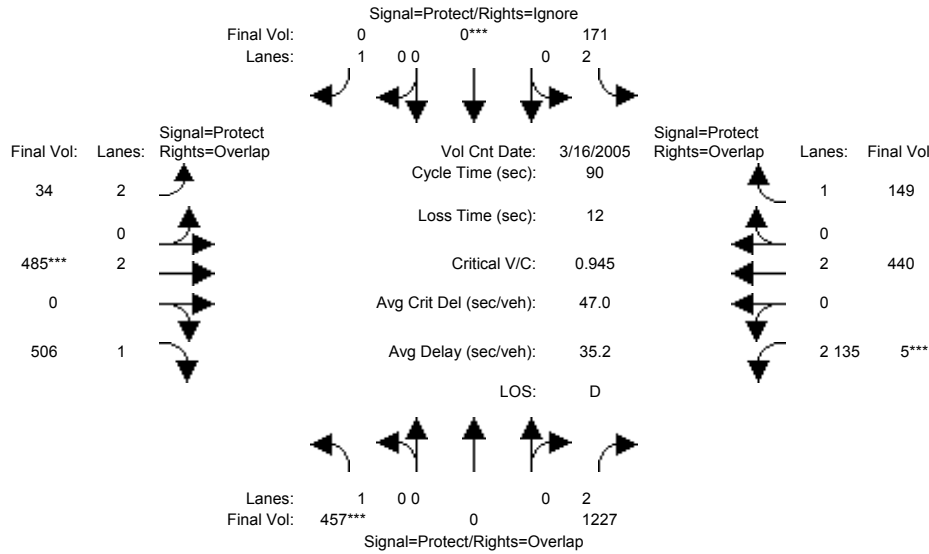 Signal=Protect/Rights=Ignore
Final Vol: 0 0*** 171
Lanes: 1 0 0 0 2
Signal=Protect Signal=Protect
Final Vol: Lanes: Rights=Overlap Vol Cnt Date: 3/16/2005 Rights=Overlap Lanes: Final Vol
Cycle Time (sec): 90
34 2 1 149
Loss Time (sec): 12
0 0
485*** 2 Critical V/C: 0.945 2 440
0 Avg Crit Del (sec/veh): 47.0 0
506 1 Avg Delay (sec/veh): 35.2 2 135 5***
LOS: D
Lanes: 1 0 0 0 2
Final Vol: 457*** 0 1227
Signal=Protect/Rights=Overlap